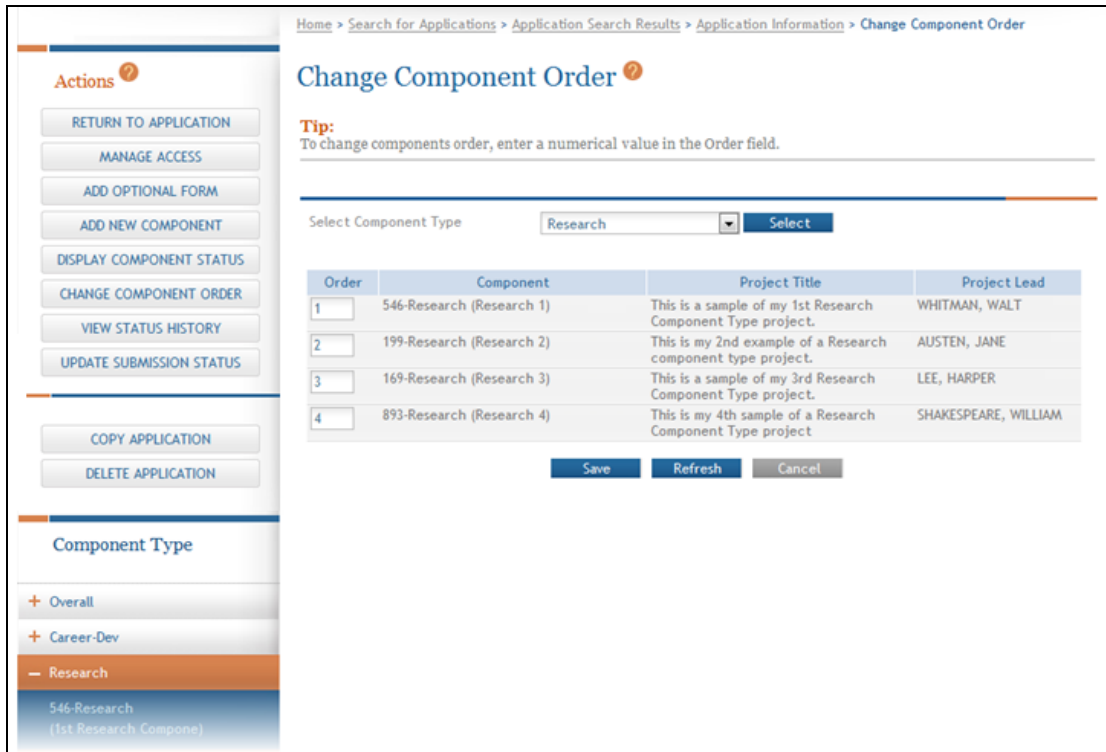 Home > Search for Applications > Application Search Results > Application Information > Change Component Order
Actions ?
RETURN TO APPLICATION
MANAGE ACCESS
ADD OPTIONAL FORM
ADD NEW COMPONENT
DISPLAY COMPONENT STATUS
CHANGE COMPONENT ORDER
VIEW STATUS HISTORY
UPDATE SUBMISSION STATUS
COPY APPLICATION
DELETE APPLICATION
Component Type
+ Overall
+ Career-Dev
– Research
546-Research
(1st Research Compone)
Change Component Order ?
Tip:
To change components order, enter a numerical value in the Order field.
Select Component Type Research Select
Order Component Project Title Project Lead
1 546-Research (Research 1) This is a sample of my 1st Research WHITMAN, WALT
Component Type project.
2 199-Research (Research 2) This is my 2nd example of a Research AUSTEN, JANE
component type project.
3 169-Research (Research 3) This is a sample of my 3rd Research LEE, HARPER
Component Type project.
4 893-Research (Research 4) This is my 4th sample of a Research SHAKESPEARE, WILLIAM
Component Type project
Save Refresh Cancel